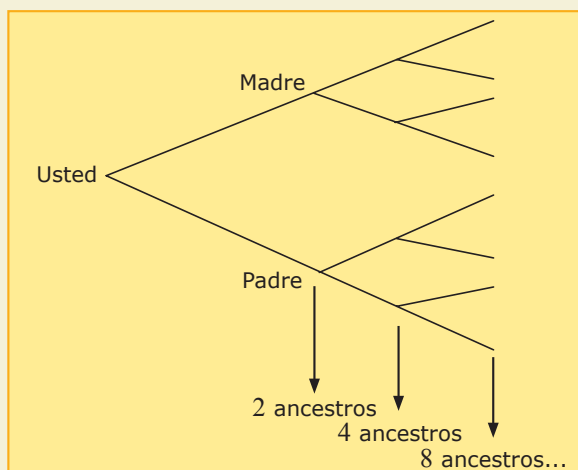 Madre
Usted
Padre
2 ancestros
4 ancestros
8 ancestros...